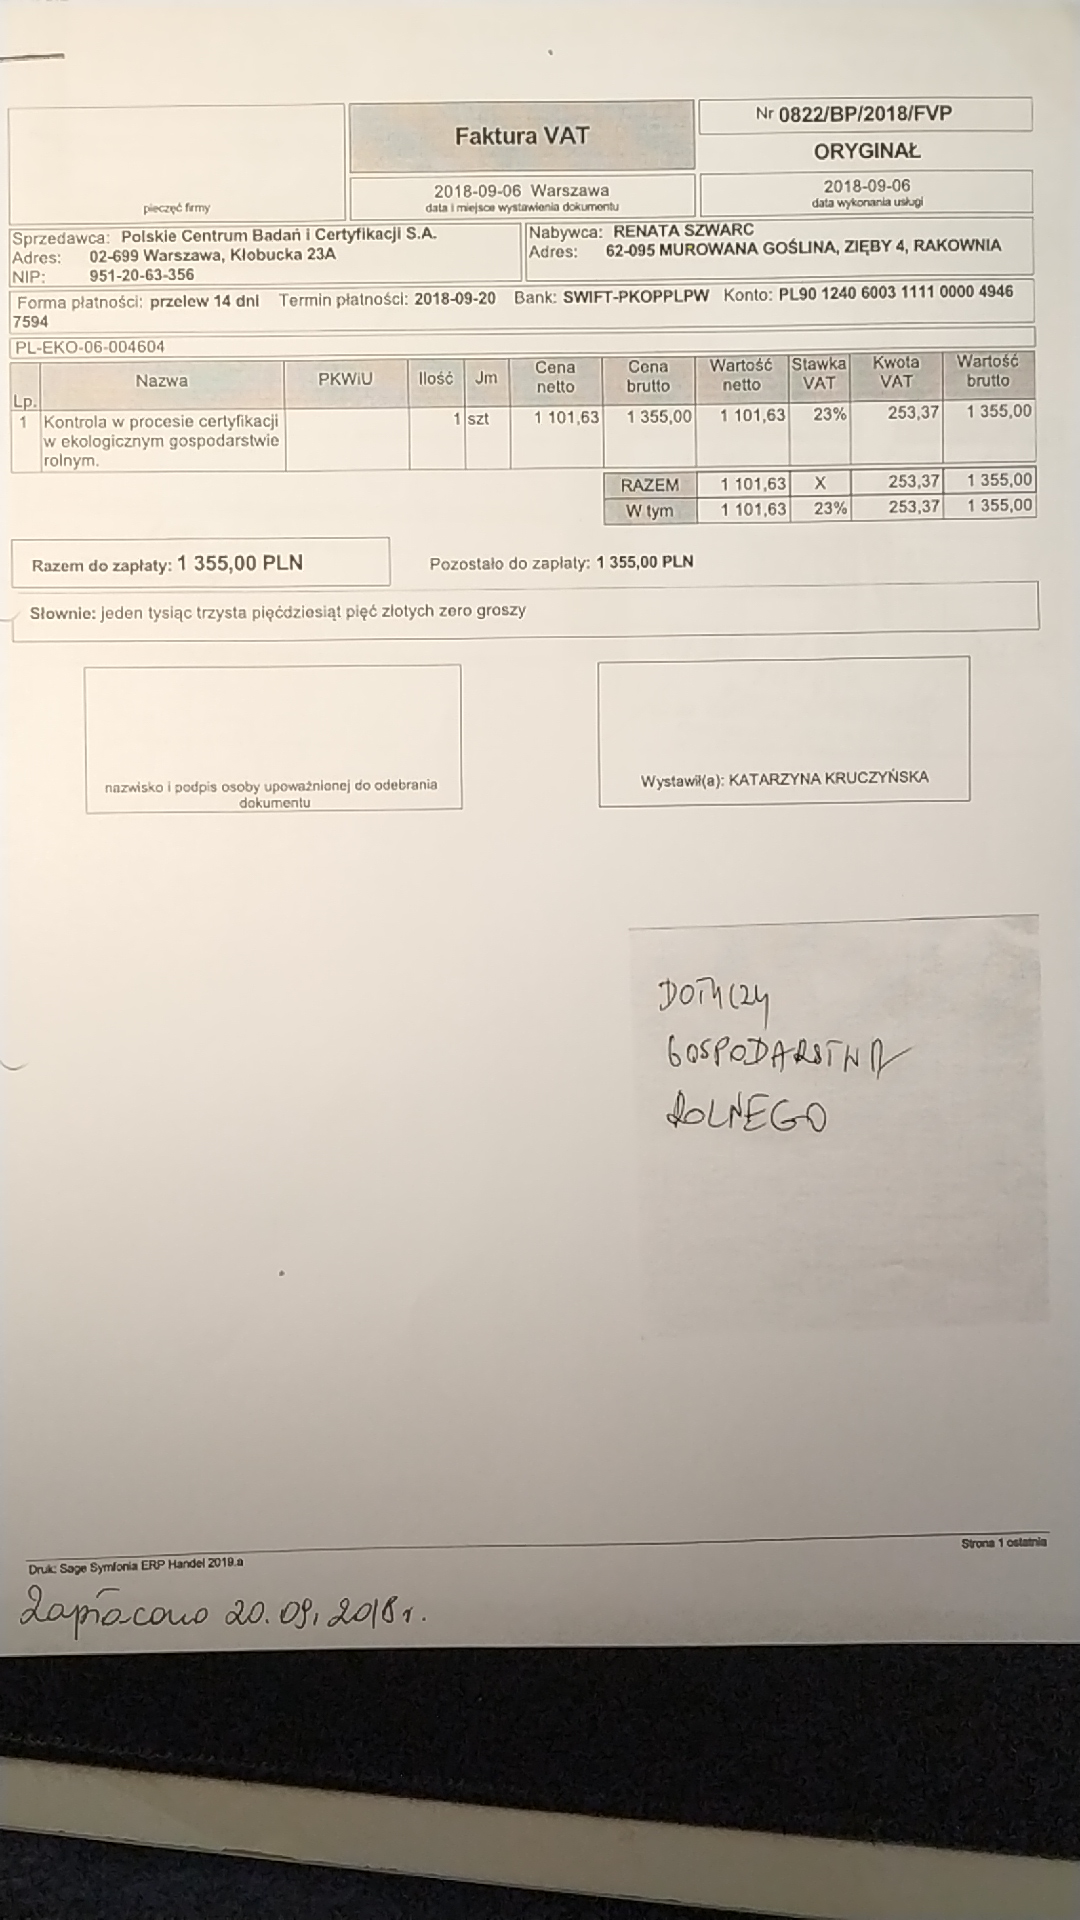 Faktura VAT
Nr 0822/BP/2018/FVP
ORYGINAŁ
pieczęć firmy
2018-09-06 Warszawa
data i miejsce wystawienia dokumentu
2018-09-06
data wykonania usługi
Sprzedawca: Polskie Centrum Badań i Certyfikacji S.A.
Adres: 02-699 Warszawa, Kłobucka 23A
NIP: 951-20-63-356
Nabywca: RENATA SZWARC
Adres: 62-095 MUROWANA GOŚLINA, ZIĘBY 4, RAKOWNIA
Forma płatności: przelew 14 dni Termin płatności: 2018-09-20 Bank: SWIFT-PKOPPLPW Konto: PL90 1240 6003 1111 0000 4946
7594
PL-EKO-06-004604
Lp. Nazwa PKWiU Ilość Jm Cena netto Cena brutto Wartość netto Stawka VAT Kwota VAT Wartość brutto
1 Kontrola w procesie certyfikacji 1 szt 1 101,63 1 355,00 1 101,63 23% 253,37 1 355,00
w ekologicznym gospodarstwie
rolnym.
RAZEM 1 101,63 X 253,37 1 355,00
W tym 1 101,63 23% 253,37 1 355,00
Razem do zapłaty: 1 355,00 PLN
Pozostało do zapłaty: 1 355,00 PLN
Słownie: jeden tysiąc trzysta pięćdziesiąt pięć złotych zero groszy
nazwisko i podpis osoby upoważnionej do odebrania
dokumentu
Wystawił(a): KATARZYNA KRUCZYŃSKA
DOTYCZY
GOSPODARSTWA
ROLNEGO
Strona 1 ostatnia
Druk: Sage Symfonia ERP Handel 2019.a
Zapłacono 20.09.2018 r.